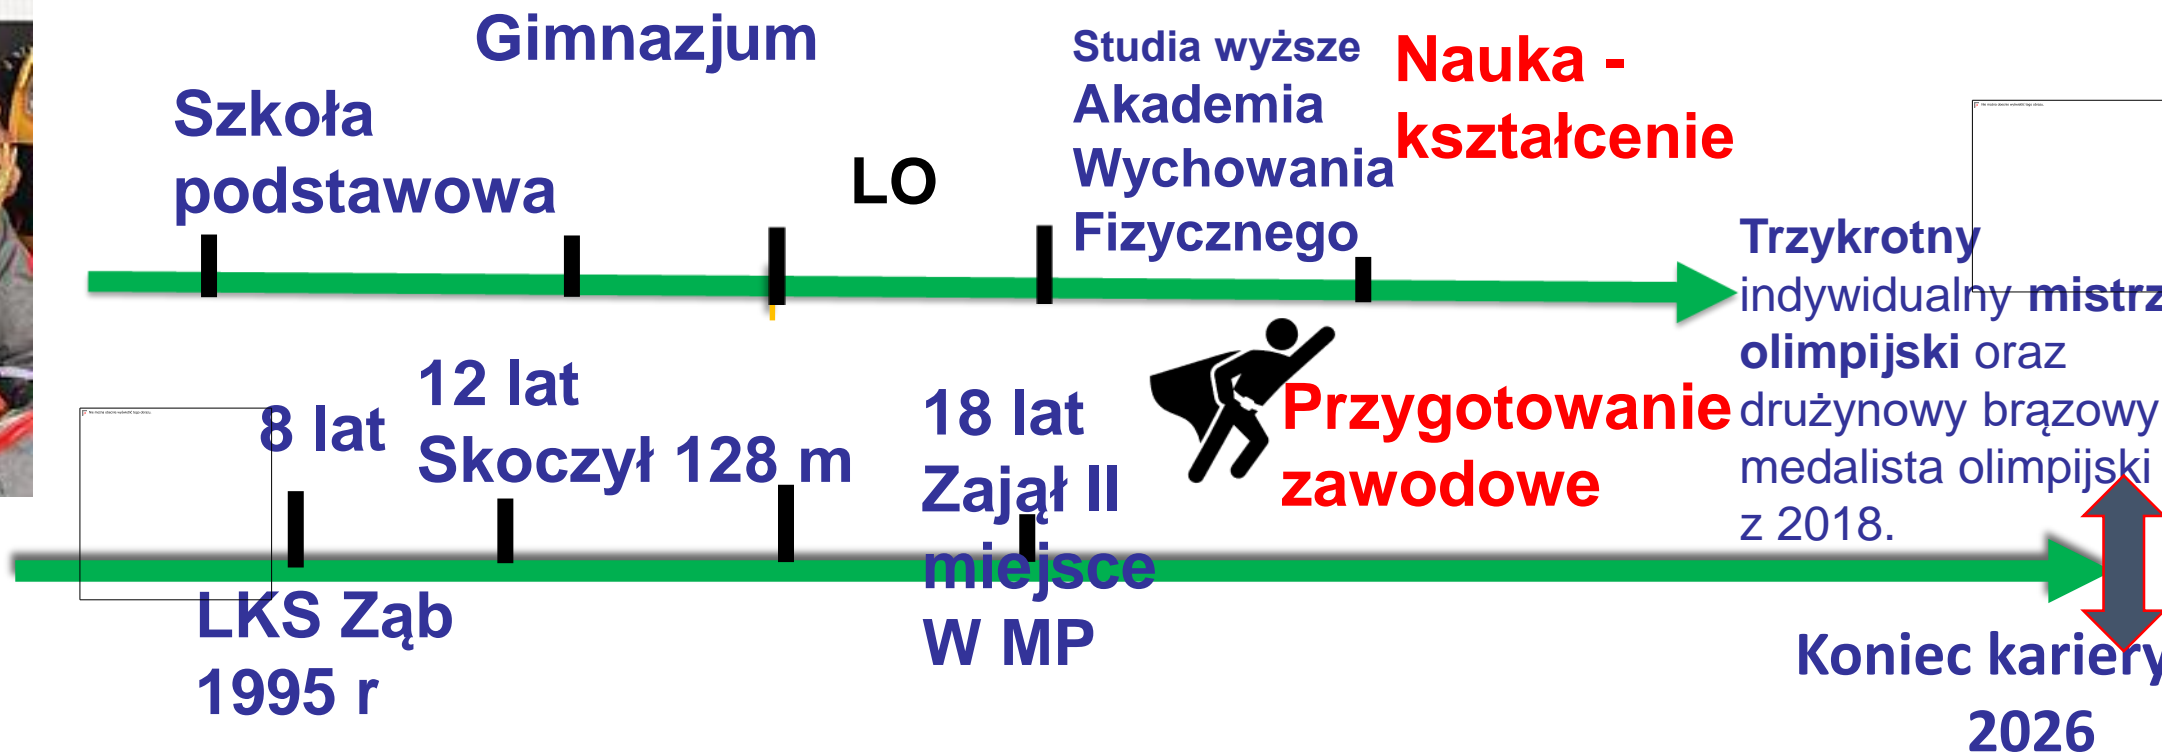 Gimnazjum
Szkoła
podstawowa
LO
Studia wyższe
Akademia
Wychowania
Fizycznego
Nauka -
kształcenie
Trzykrotny
indywidualny mistrz
olimpijski oraz
drużynowy brązowy
medalista olimpijski
z 2018.
8 lat
12 lat
Skoczył 128 m
18 lat
Zajął II
miejsce
W MP
Przygotowanie
zawodowe
LKS Ząb
1995 r
Koniec kariery
2026